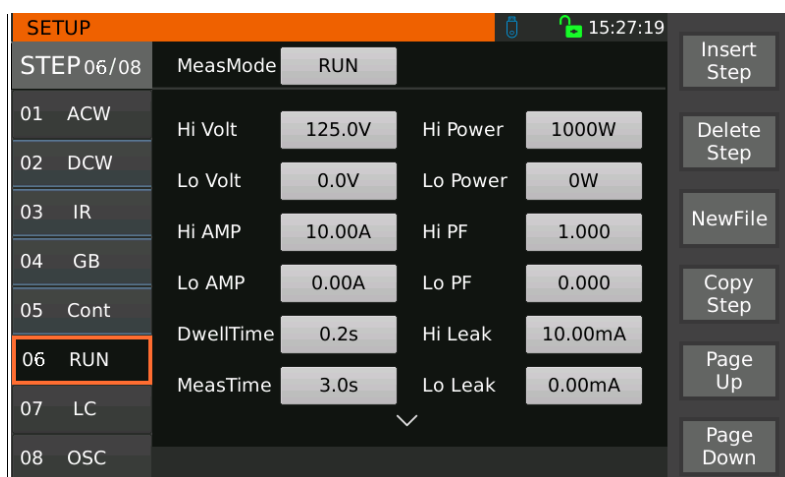 SETUP
15:27:19
STEP 06/08
MeasMode RUN
01 ACW
02 DCW
03 IR
04 GB
05 Cont
06 RUN
07 LC
08 OSC
Hi Volt 125.0V Hi Power 1000W
Lo Volt 0.0V Lo Power 0W
Hi AMP 10.00A Hi PF 1.000
Lo AMP 0.00A Lo PF 0.000
DwellTime 0.2s Hi Leak 10.00mA
MeasTime 3.0s Lo Leak 0.00mA
Insert
Step
Delete
Step
NewFile
Copy
Step
Page
Up
Page
Down